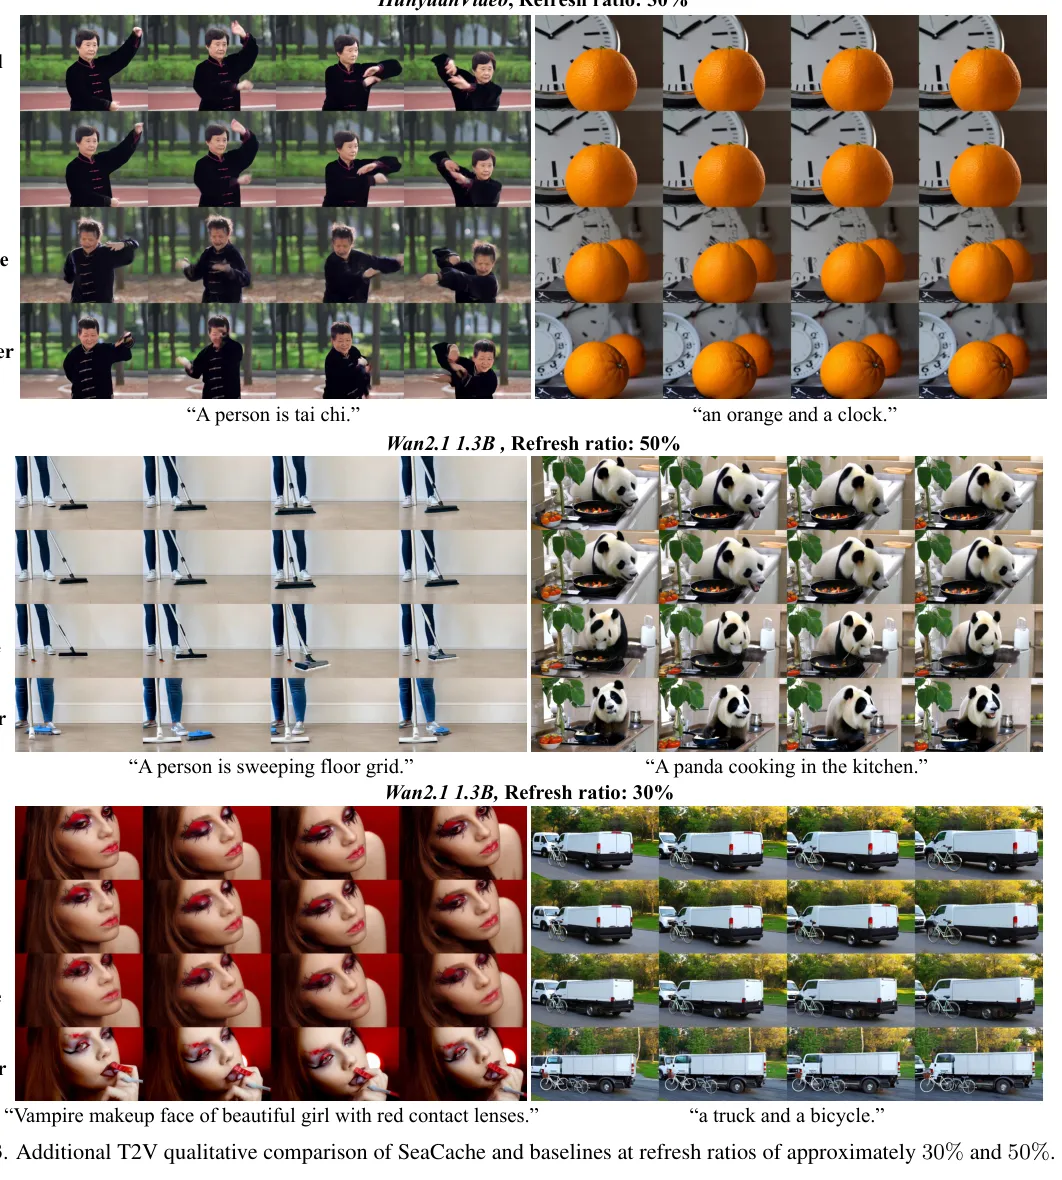 HunyuanVideo, Refresh ratio: 30%
e
er
“A person is tai chi.” “an orange and a clock.”
Wan2.1 1.3B , Refresh ratio: 50%
r
“A person is sweeping floor grid.” “A panda cooking in the kitchen.”
Wan2.1 1.3B, Refresh ratio: 30%
r
“Vampire makeup face of beautiful girl with red contact lenses.” “a truck and a bicycle.”
. Additional T2V qualitative comparison of SeaCache and baselines at refresh ratios of approximately 30% and 50%.